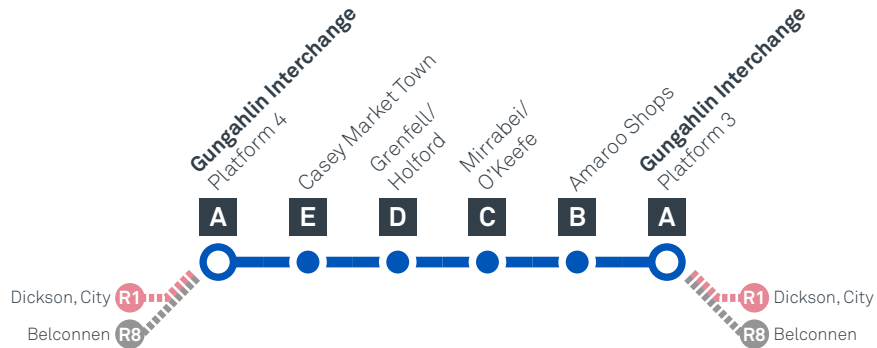 Gungahlin Interchange
Platform 4
Casey Market Town
Grenfell/
Holford
Mirrabei/
O'Keefe
Amaroo Shops
Gungahlin Interchange
Platform 3
A
E
D
C
B
A
Dickson, City R1
Belconnen R8
R1 Dickson, City
R8 Belconnen